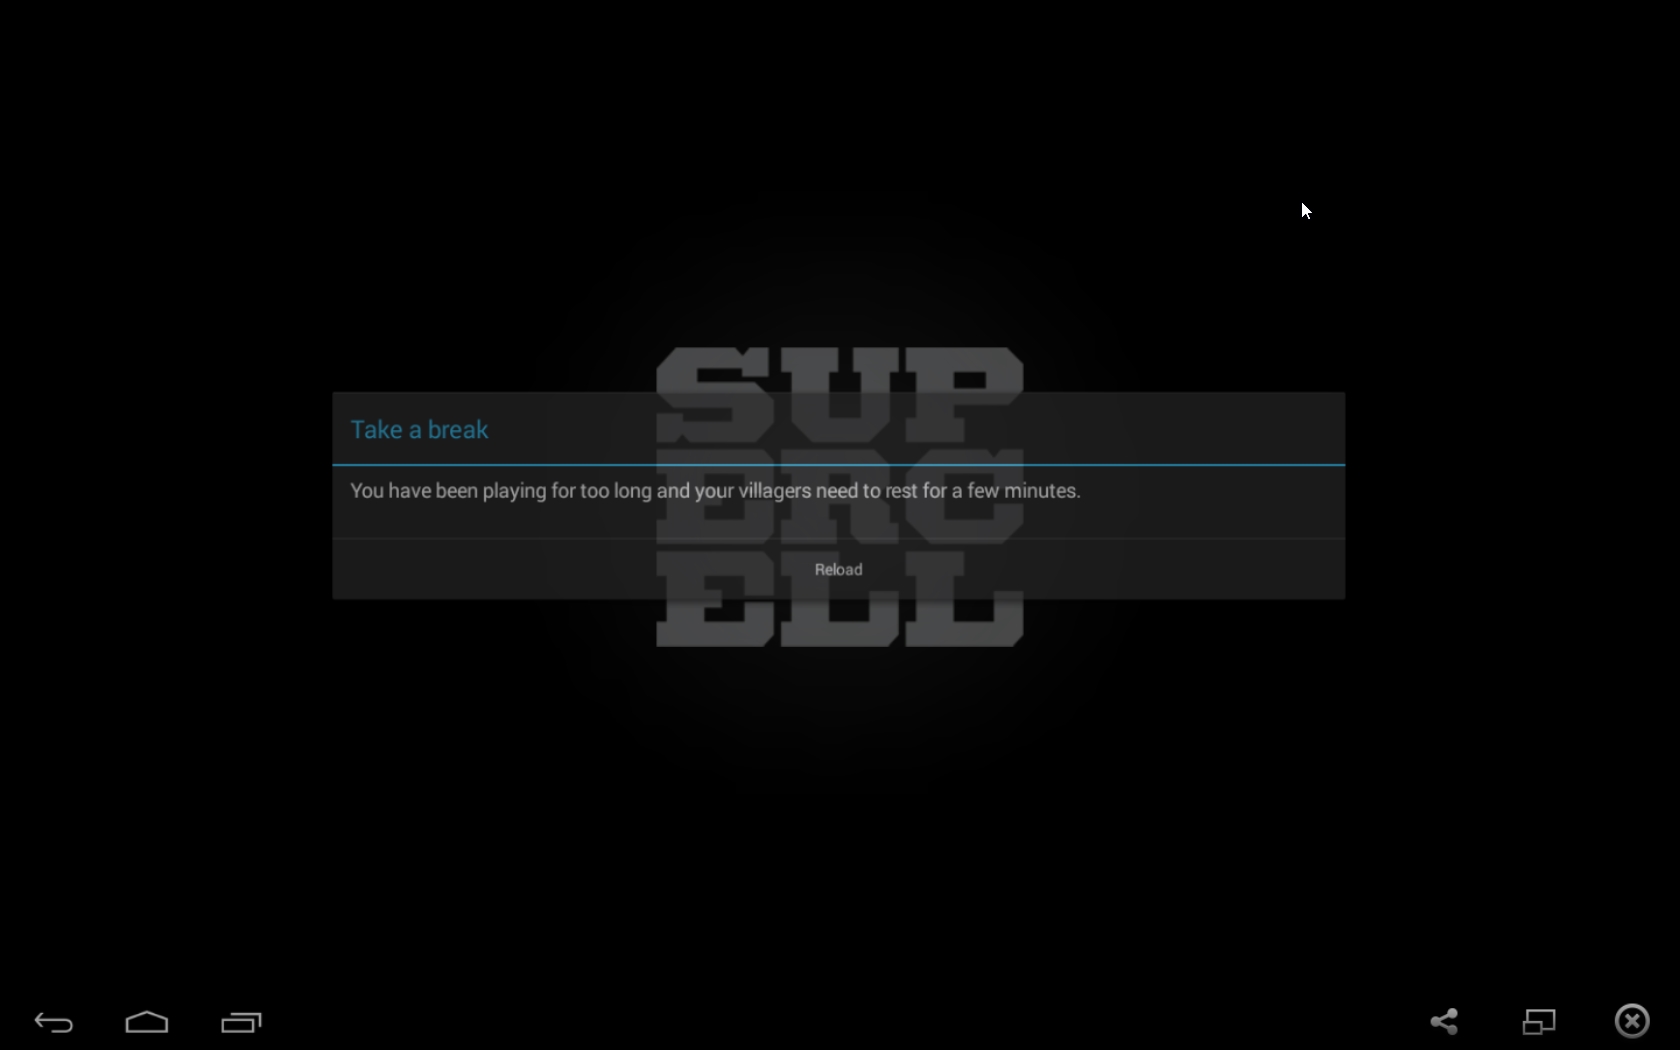 SUP
ERC
ELL
Take a break
You have been playing for too long and your villagers need to rest for a few minutes.
Reload